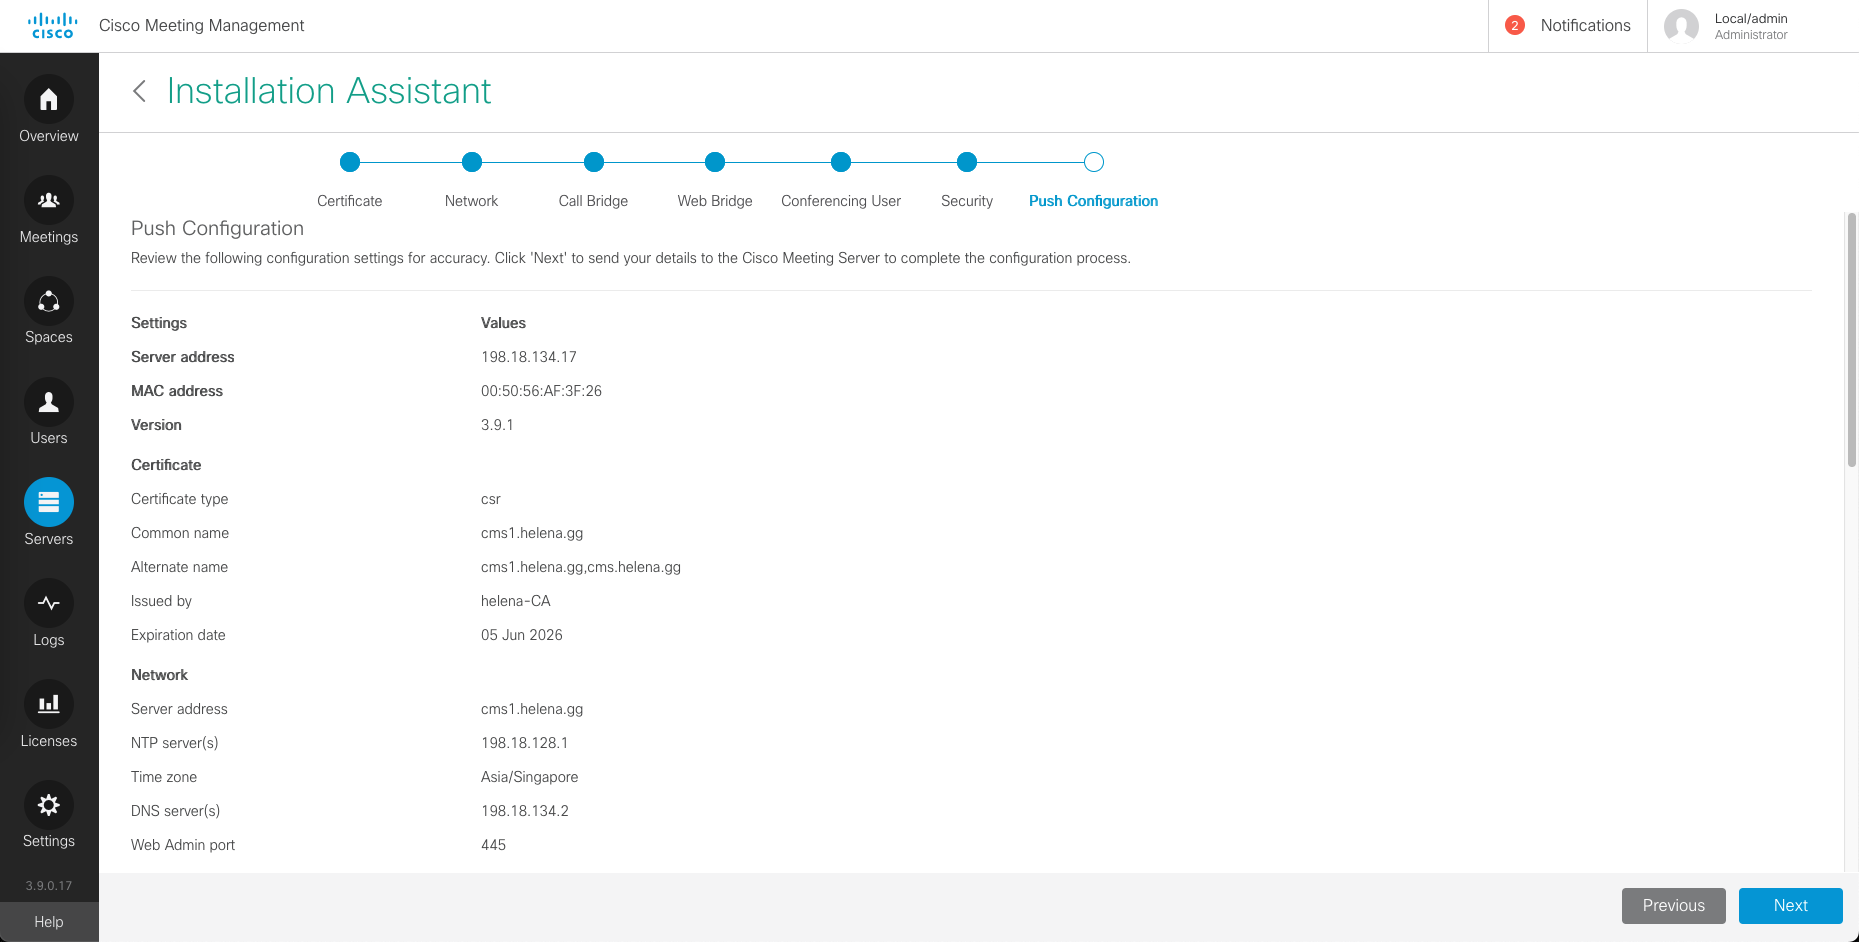 cisco
Cisco Meeting Management
2 Notifications
Local/admin
Administrator
Installation Assistant
Overview
Meetings
Spaces
Users
Servers
Logs
Licenses
Settings
3.9.0.17
Help
Certificate Network Call Bridge Web Bridge Conferencing User Security Push Configuration
Push Configuration
Review the following configuration settings for accuracy. Click 'Next' to send your details to the Cisco Meeting Server to complete the configuration process.
Settings Values
Server address 198.18.134.17
MAC address 00:50:56:AF:3F:26
Version 3.9.1
Certificate
Certificate type csr
Common name cms1.helena.gg
Alternate name cms1.helena.gg,cms.helena.gg
Issued by helena-CA
Expiration date 05 Jun 2026
Network
Server address cms1.helena.gg
NTP server(s) 198.18.128.1
Time zone Asia/Singapore
DNS server(s) 198.18.134.2
Web Admin port 445
Previous Next